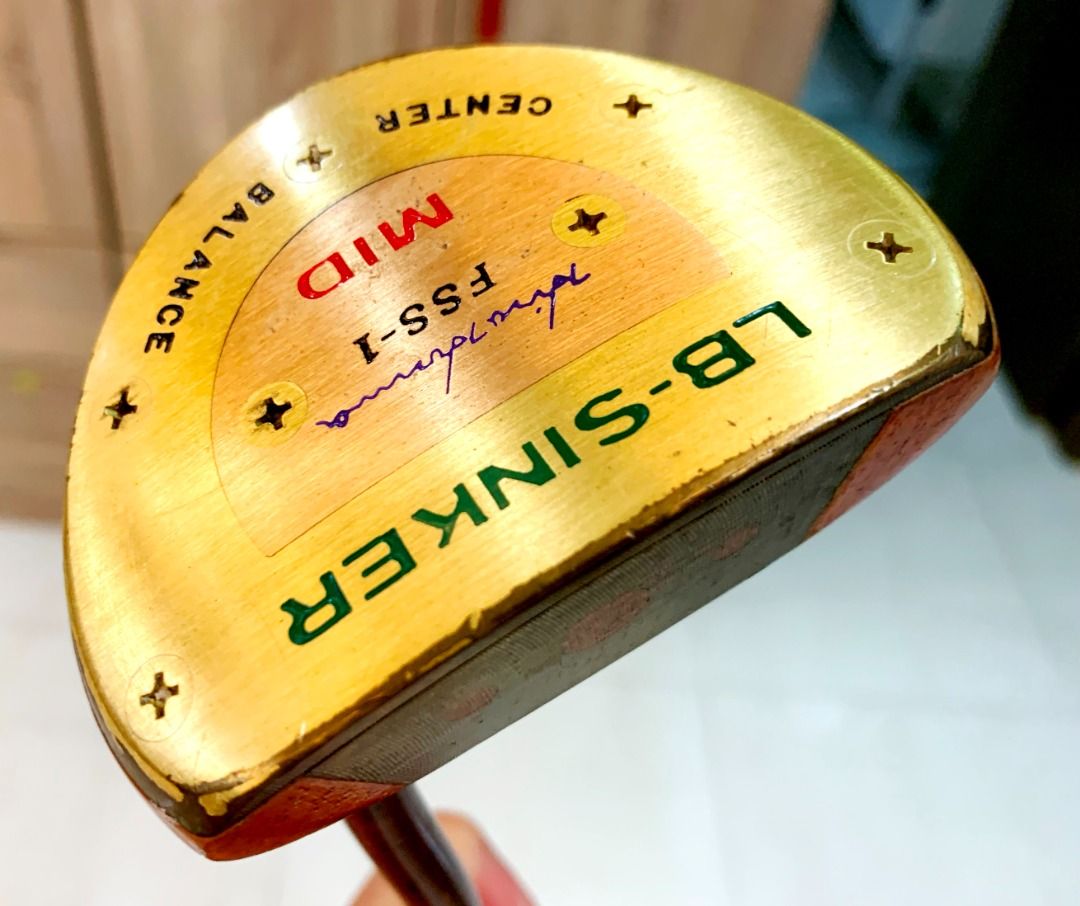 LB-SINKER
FSS-1
MID
CENTER BALANCE